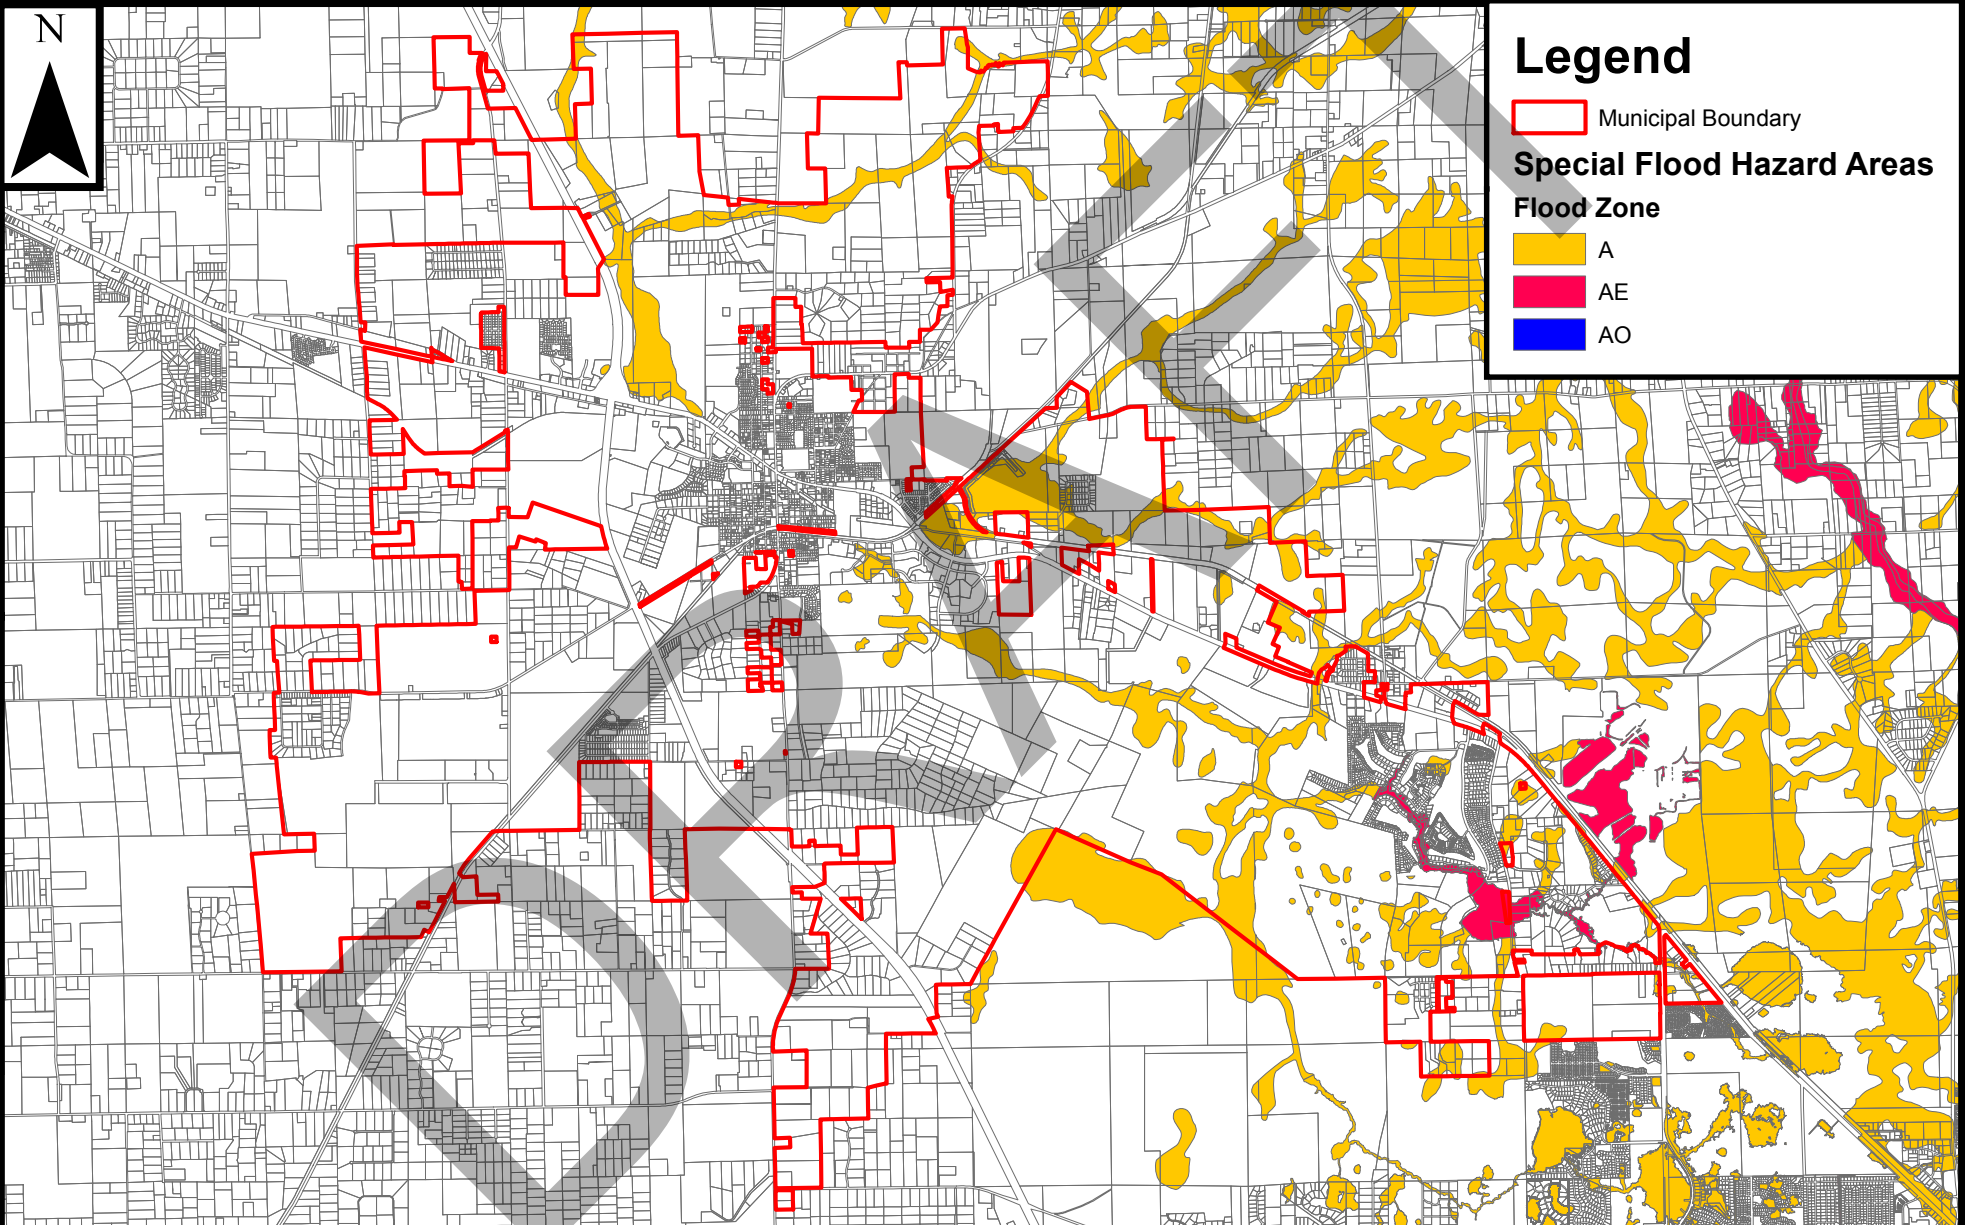 N
Legend
Municipal Boundary
Special Flood Hazard Areas
Flood Zone
A
AE
AO
DRAFT